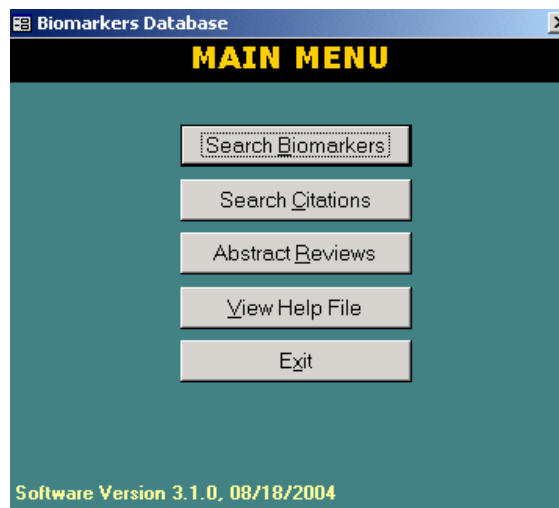 Biomarkers Database
MAIN MENU
Search Biomarkers
Search Citations
Abstract Reviews
View Help File
Exit
Software Version 3.1.0, 08/18/2004